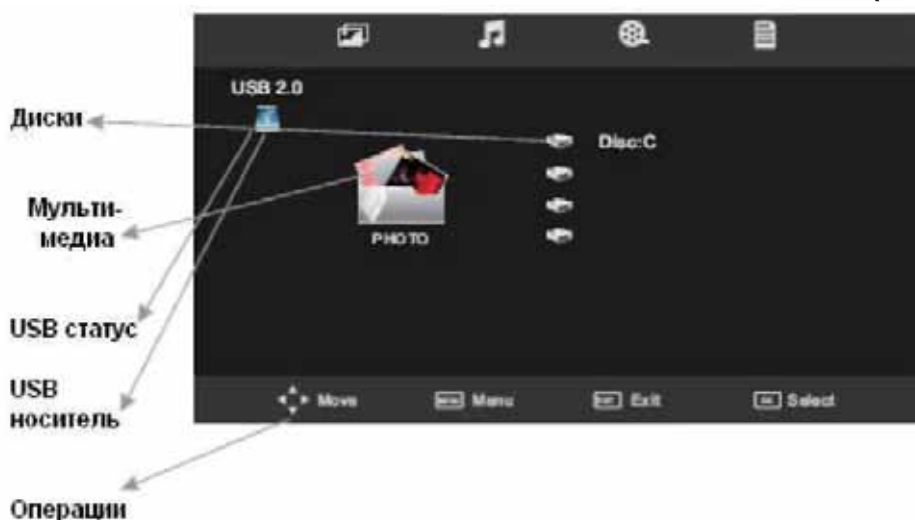 USB 2.0
Диски
Disc:C
Мульти-
медиа
PHOTO
USB статус
USB
носитель
Move
Menu
Exit
Select
Операции